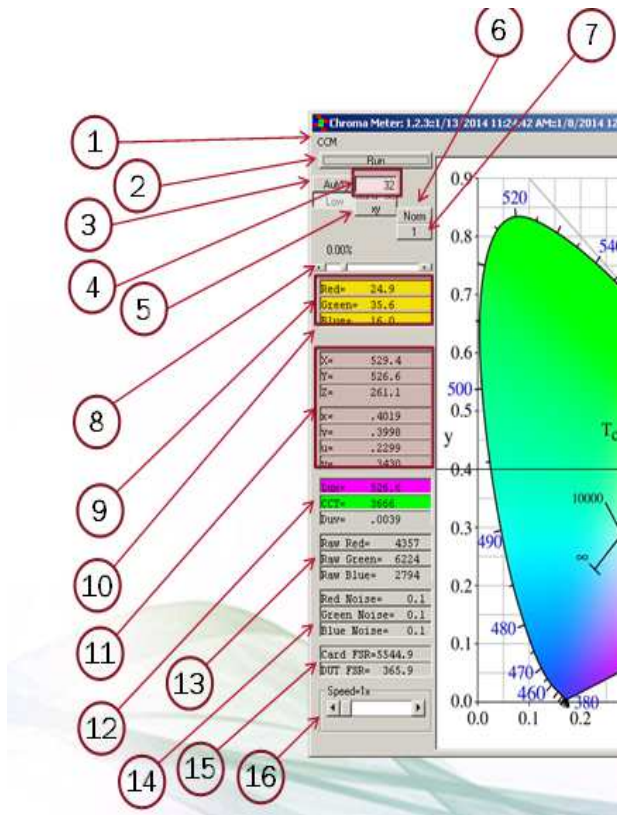 6
7
Chroma Meter: 1.2.3::1/13/2014 11:24:42 AM::1/8/2014 12
1
CCM
2
Run
3
32
Low
xy
Norm
4
1
5
0.00%
8
Red= 24.9
Green= 35.6
Blue= 16.0
9
X= 529.4
Y= 526.6
Z= 261.1
10
x= .4019
y= .3998
u= .2299
v= .3430
11
CCT= 3666
Duv= .0039
12
Raw Red= 4357
Raw Green= 6224
Raw Blue= 2794
13
Red Noise= 0.1
Green Noise= 0.1
Blue Noise= 0.1
14
Card FSR=5544.9
DUT FSR= 365.9
15
Speed=1x
16
0.9
520
0.8
540
0.7
0.6
500
0.5
y
0.4
10000
0.3
490
∞
0.2
480
0.1
470
460
0.0
380
0.0 0.1 0.2